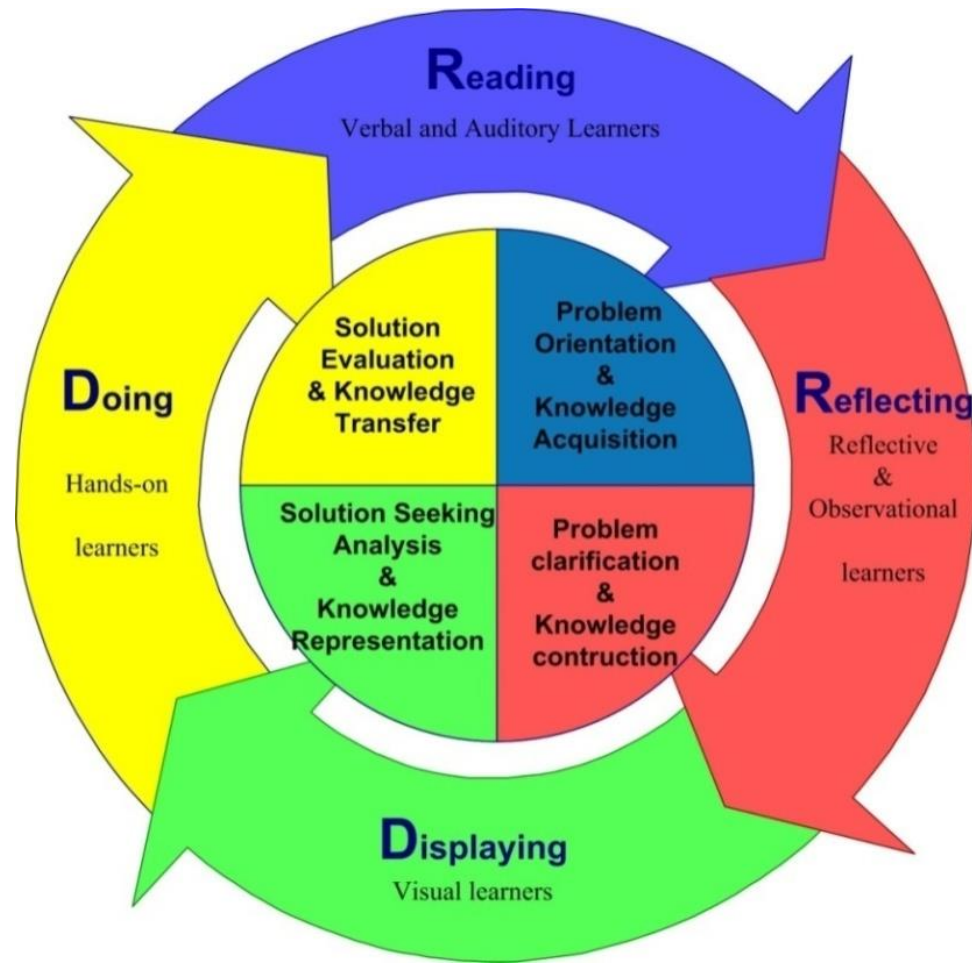 Reading
Verbal and Auditory Learners
Reflecting
Reflective
&
Observational
learners
Displaying
Visual learners
Doing
Hands-on
learners
Problem
Orientation
&
Knowledge
Acquisition
Problem
clarification
&
Knowledge
contruction
Solution Seeking
Analysis
&
Knowledge
Representation
Solution
Evaluation
& Knowledge
Transfer